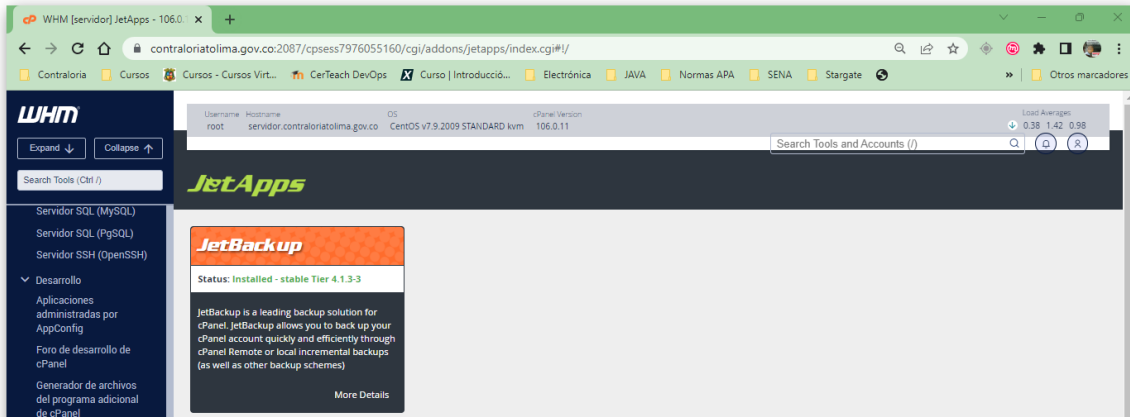 WHM [servidor] JetApps - 106.0.1
contraloriatolima.gov.co:2087/cpsess7976055160/cgi/addons/jetapps/index.cgi#!/
Contraloria Cursos Cursos - Cursos Virt... CerTeach DevOps Curso | Introducció... Electrónica JAVA Normas APA SENA Stargate » Otros marcadores
WHM
Expand Collapse
Search Tools (Ctrl /)
Servidor SQL (MySQL)
Servidor SQL (PgSQL)
Servidor SSH (OpenSSH)
Desarrollo
Aplicaciones
administradas por
AppConfig
Foro de desarrollo de
cPanel
Generador de archivos
del programa adicional
de cPanel
Username Hostname OS cPanel Version Load Averages
root servidor.contraloriatolima.gov.co CentOS v7.9.2009 STANDARD kvm 106.0.11 0.38 1.42 0.98
Search Tools and Accounts (/)
JetApps
JetBackup
Status: Installed - stable Tier 4.1.3-3
JetBackup is a leading backup solution for
cPanel. JetBackup allows you to back up your
cPanel account quickly and efficiently through
cPanel Remote or local incremental backups
(as well as other backup schemes)
More Details